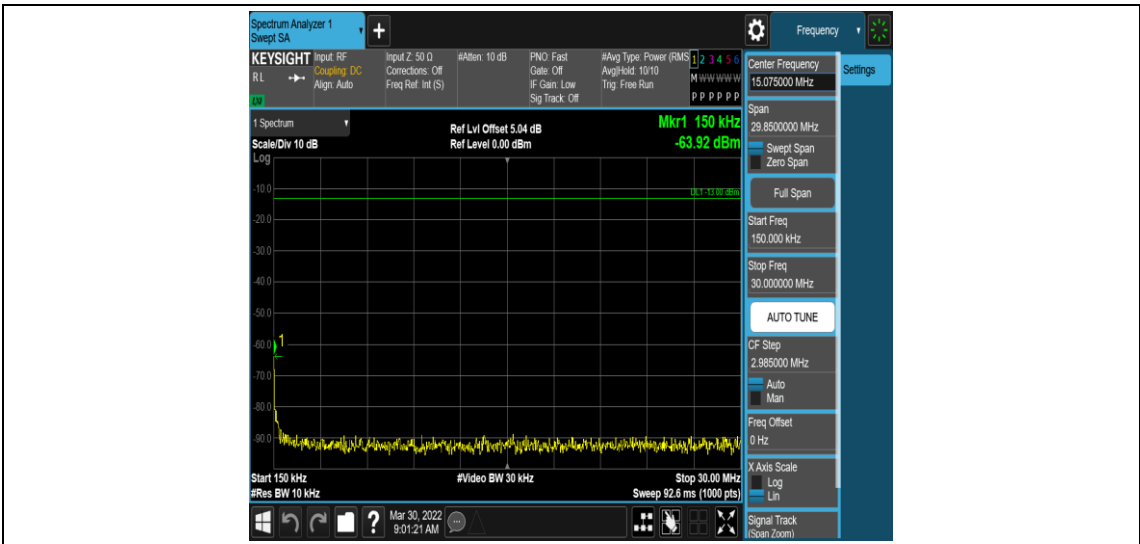 Spectrum Analyzer 1
Swept SA
+
Frequency
KEYSIGHT
RL
Input: RF
Coupling: DC
Align: Auto
Input Z: 50 Ω
Corrections: Off
Freq Ref: Int (S)
#Atten: 10 dB
PNO: Fast
Gate: Off
IF Gain: Low
Sig Track: Off
#Avg Type: Power (RMS
Avg|Hold: 10/10
Trig: Free Run
1 2 3 4 5 6
M W W W W W
P P P P P P
1 Spectrum
Scale/Div 10 dB
Log
Ref Lvl Offset 5.04 dB
Ref Level 0.00 dBm
Mkr1 150 kHz
-63.92 dBm
DL1 -13.00 dBm
-10.0
-20.0
-30.0
-40.0
-50.0
-60.0
1
-70.0
-80.0
-90.0
Start 150 kHz
#Res BW 10 kHz
#Video BW 30 kHz
Stop 30.00 MHz
Sweep 92.6 ms (1000 pts)
?
Mar 30, 2022
9:01:21 AM
Center Frequency
15.075000 MHz
Settings
Span
29.8500000 MHz
Swept Span
Zero Span
Full Span
Start Freq
150.000 kHz
Stop Freq
30.000000 MHz
AUTO TUNE
CF Step
2.985000 MHz
Auto
Man
Freq Offset
0 Hz
X Axis Scale
Log
Lin
Signal Track
(Span Zoom)